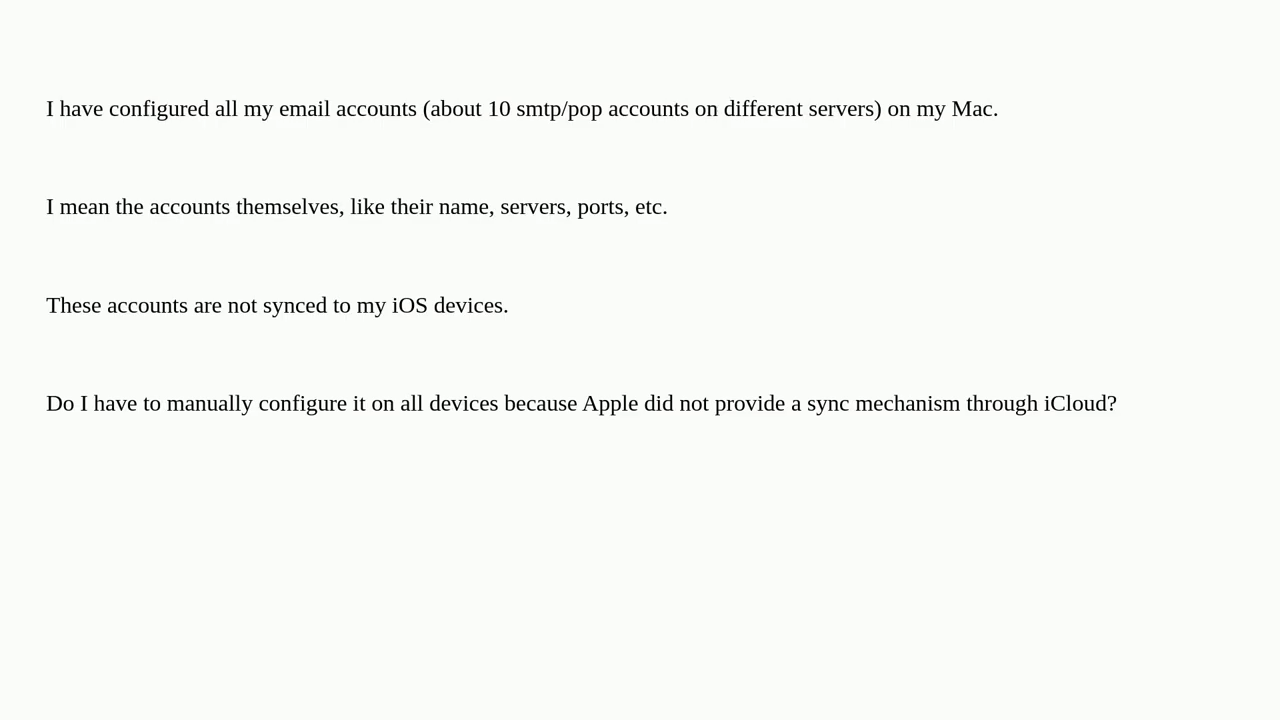 I have configured all my email accounts (about 10 smtp/pop accounts on different servers) on my Mac.
I mean the accounts themselves, like their name, servers, ports, etc.
These accounts are not synced to my iOS devices.
Do I have to manually configure it on all devices because Apple did not provide a sync mechanism through iCloud?